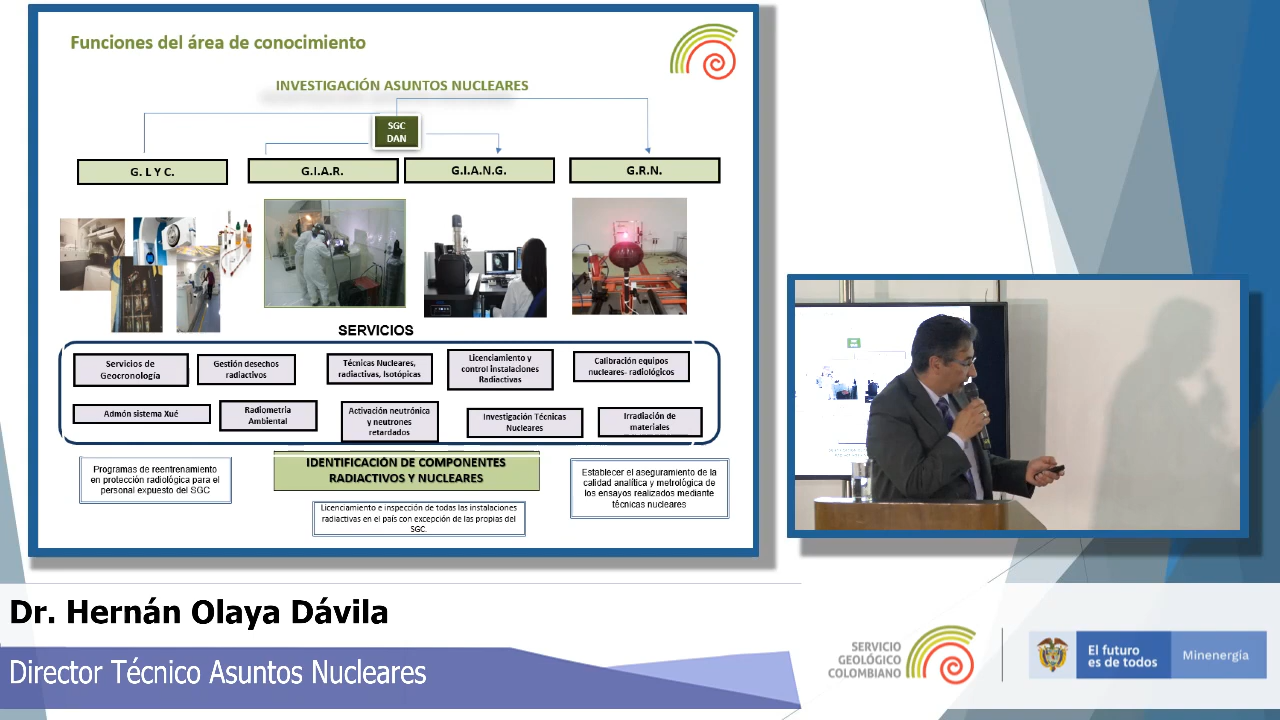 Funciones del área de conocimiento
INVESTIGACIÓN ASUNTOS NUCLEARES
SGC
DAN
G. L Y C.
G.I.A.R.
G.I.A.N.G.
G.R.N.
SERVICIOS
Servicios de
Geocronología
Gestión desechos
radiactivos
Técnicas Nucleares,
radiactivas, Isotópicas
Licenciamiento y
control instalaciones
Radiactivas
Calibración equipos
nucleares- radiológicos
Admón sistema Xué
Radiometria
Ambiental
Activación neutrónica
y neutrones
retardados
Investigación Técnicas
Nucleares
Irradiación de
materiales
Programas de reentrenamiento
en protección radiológica para el
personal expuesto del SGC
IDENTIFICACIÓN DE COMPONENTES
RADIACTIVOS Y NUCLEARES
Licenciamiento e inspección de todas las instalaciones
radiactivas en el país con excepción de las propias del
SGC.
Establecer el aseguramiento de la
calidad analítica y metrológica de
los ensayos realizados mediante
técnicas nucleares
Dr. Hernán Olaya Dávila
Director Técnico Asuntos Nucleares
SERVICIO
GEOLÓGICO
COLOMBIANO
El futuro
es de todos
Minenergía